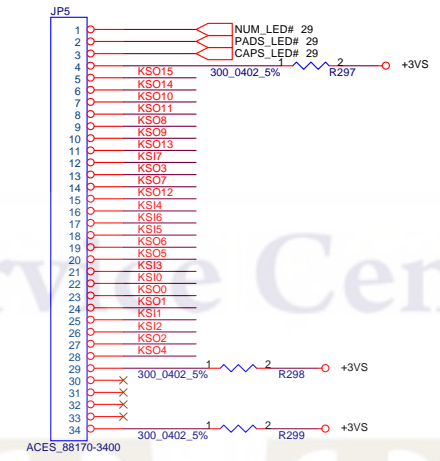 JP5
1 NUM_LED# 29
2 PADS_LED# 29
3 CAPS_LED# 29
4 1 2 +3VS
300_0402_5% R297
5 KSO15
6 KSO14
7 KSO10
8 KSO11
9 KSO8
10 KSO9
11 KSO13
12 KSI7
13 KSO3
14 KSO7
15 KSO12
16 KSI4
17 KSI6
18 KSI5
19 KSO6
20 KSO5
21 KSI3
22 KSI0
23 KSO0
24 KSO1
25 KSI1
26 KSI2
27 KSO2
28 KSO4
29 1 2 +3VS
300_0402_5% R298
30
31
32
33
34 1 2 +3VS
300_0402_5% R299
ACES_88170-3400
rvice Cen